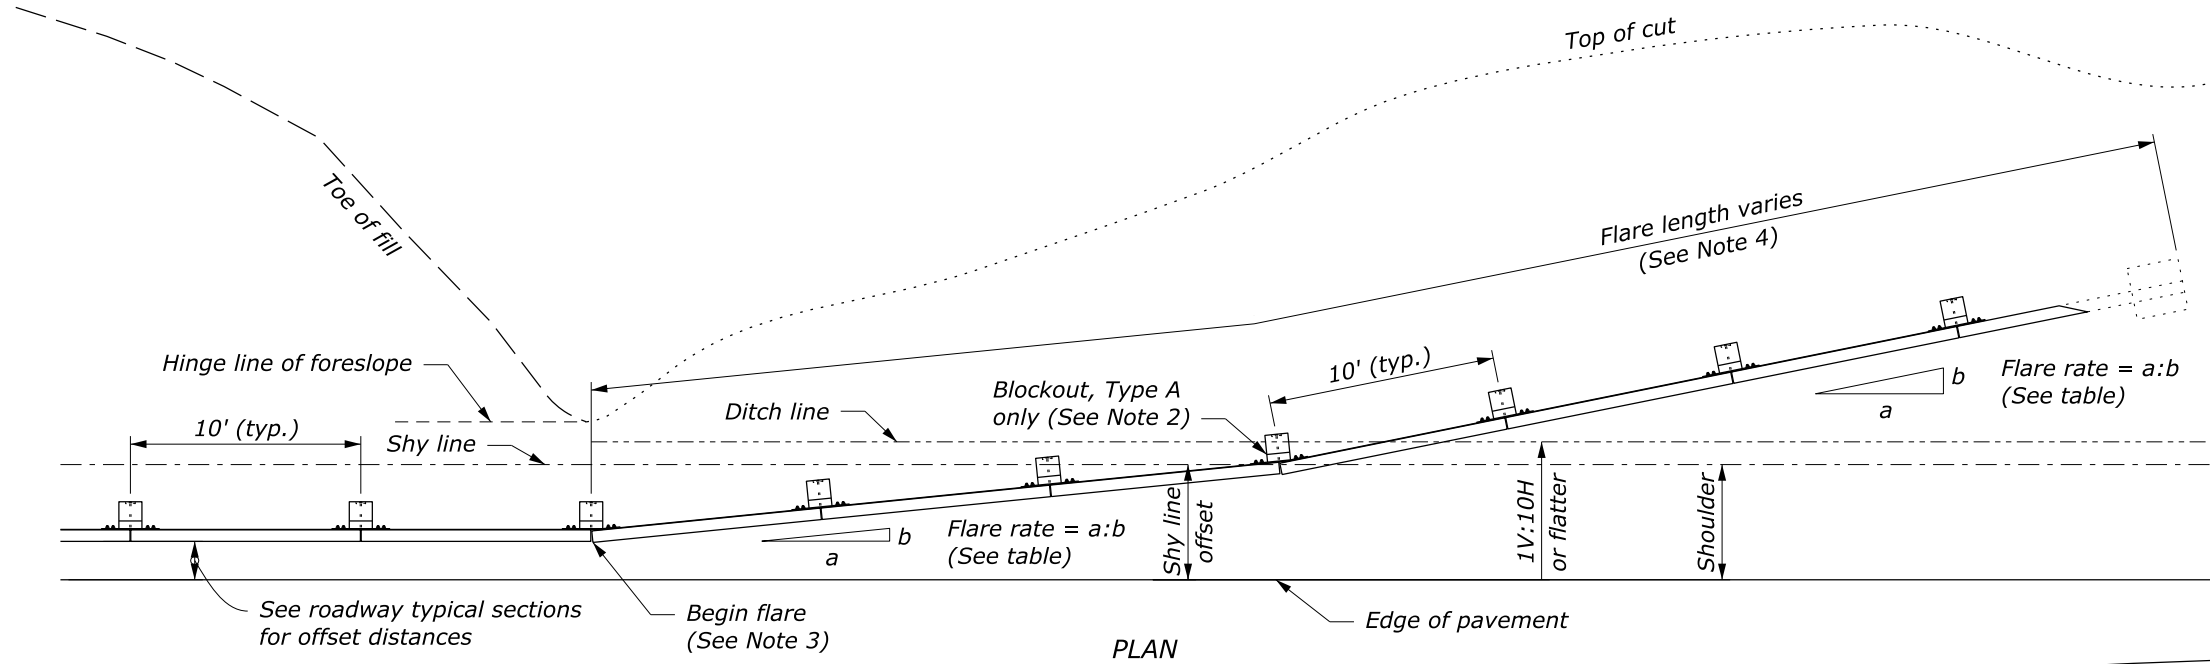 Top of cut
Toe of fill
Flare length varies
(See Note 4)
Hinge line of foreslope
10' (typ.)
Shy line
Ditch line
Blockout, Type A
only (See Note 2)
10' (typ.)
b
a
Flare rate = a:b
(See table)
b
a
Flare rate = a:b
(See table)
Shy line
offset
1V:10H
or flatter
Shoulder
See roadway typical sections
for offset distances
Begin flare
(See Note 3)
Edge of pavement
PLAN